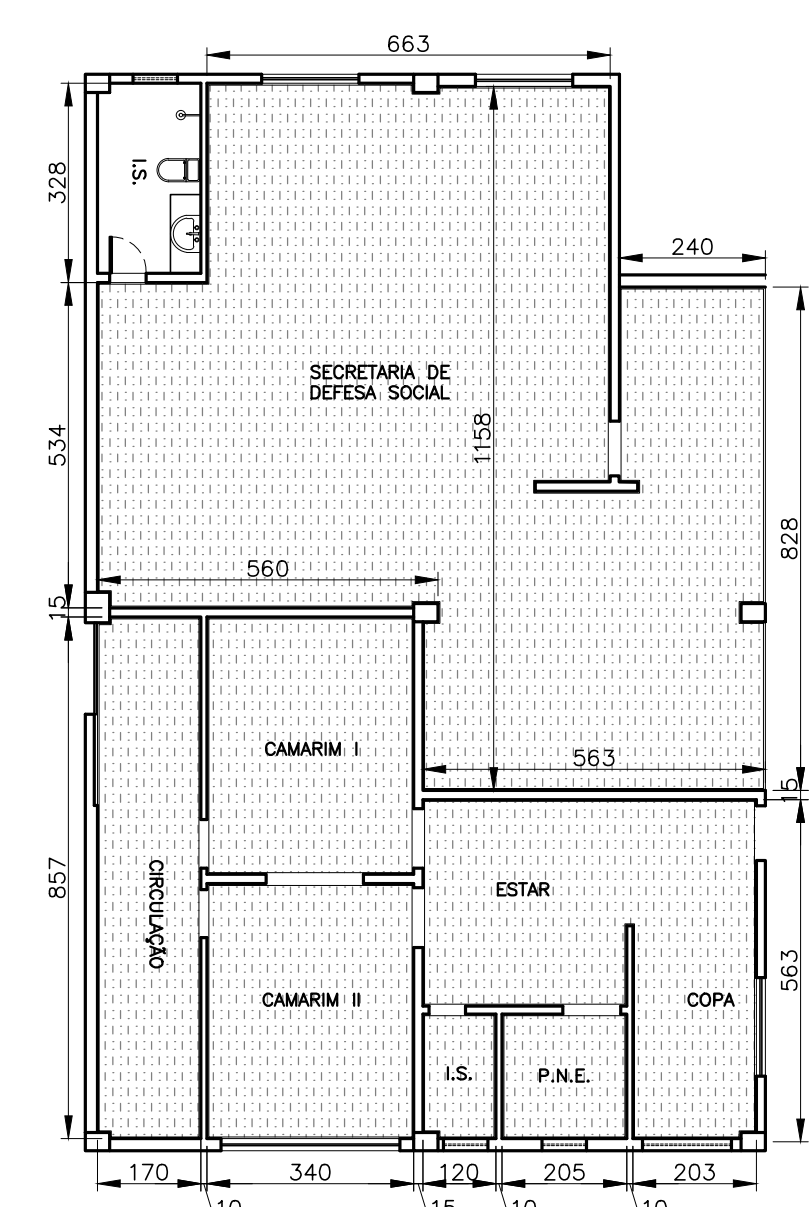 663
I.S.
328
240
SECRETARIA DE
DEFESA SOCIAL
534
1158
828
560
15
CAMARIM I
563
15
857
CIRCULAÇÃO
ESTAR
CAMARIM II
COPA
563
I.S.
P.N.E.
170
340
120
205
203
10
15
10
10